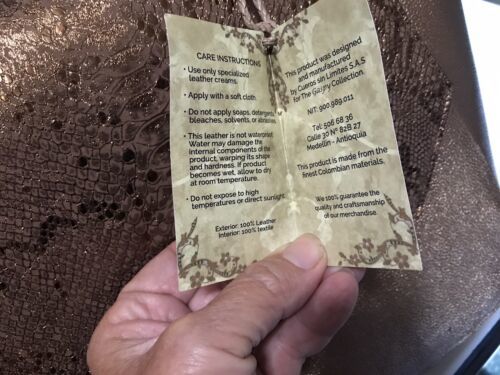 CARE INSTRUCTIONS
• Use only specialized
leather creams.
• Apply with a soft cloth.
• Do not apply soaps, detergents,
bleaches, solvents, or abrasives.
• This leather is not waterproof.
Water may damage the
internal components of the
product, warping its shape
and hardness. If product
becomes wet, allow to dry
at room temperature.
• Do not expose to high
temperatures or direct sunlight.
Exterior: 100% Leather
Interior: 100% textile
This product was designed
and manufactured
by Cueros sin Limites S.A.S
for The Collection.
NIT: 900.989.011
Tel: 506 68 36
Calle 30 N° 82B 27
Medellin - Antioquia
This product is made from the
finest Colombian materials.
We 100% guarantee the
quality and craftsmanship
of our merchandise.